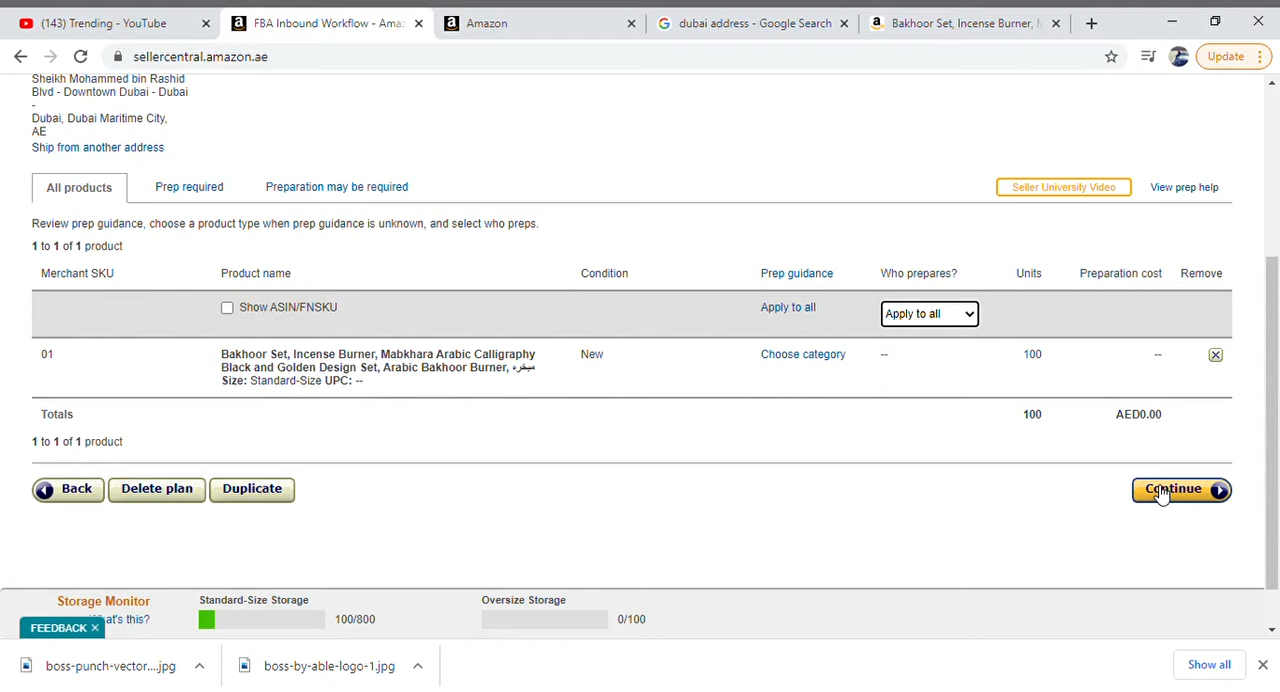 (143) Trending - YouTube
FBA Inbound Workflow - Ama
Amazon
dubai address - Google Search
Bakhoor Set, Incense Burner, M
sellercentral.amazon.ae
Update
Sheikh Mohammed bin Rashid
Blvd - Downtown Dubai - Dubai
-
Dubai, Dubai Maritime City,
AE
Ship from another address
All products
Prep required
Preparation may be required
Seller University Video
View prep help
Review prep guidance, choose a product type when prep guidance is unknown, and select who preps.
1 to 1 of 1 product
Merchant SKU
Product name
Condition
Prep guidance
Who prepares?
Units
Preparation cost
Remove
Show ASIN/FNSKU
Apply to all
Apply to all
01
Bakhoor Set, Incense Burner, Mabkhara Arabic Calligraphy
Black and Golden Design Set, Arabic Bakhoor Burner, مبخره
Size: Standard-Size UPC: --
New
Choose category
--
100
--
Totals
100
AED0.00
1 to 1 of 1 product
Back
Delete plan
Duplicate
Continue
Storage Monitor
Standard-Size Storage
Oversize Storage
at's this?
100/800
0/100
FEEDBACK
boss-punch-vector....jpg
boss-by-able-logo-1.jpg
Show all